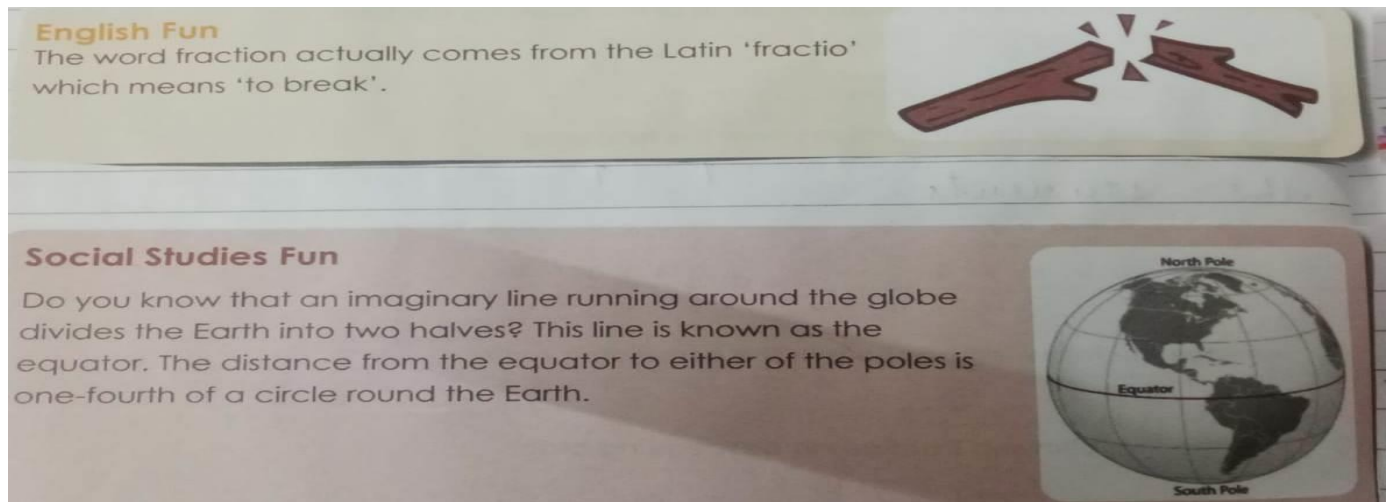 English Fun
The word fraction actually comes from the Latin ‘fractio’
which means ‘to break’.
Social Studies Fun
Do you know that an imaginary line running around the globe
divides the Earth into two halves? This line is known as the
equator. The distance from the equator to either of the poles is
one-fourth of a circle round the Earth.
North Pole
Equator
South Pole